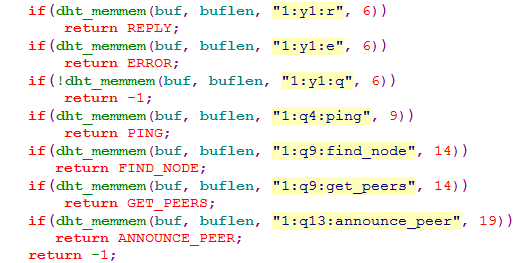 if(dht_memmem(buf, buflen, "1:y1:r", 6))
return REPLY;
if(dht_memmem(buf, buflen, "1:y1:e", 6))
return ERROR;
if(!dht_memmem(buf, buflen, "1:y1:q", 6))
return -1;
if(dht_memmem(buf, buflen, "1:q4:ping", 9))
return PING;
if(dht_memmem(buf, buflen, "1:q9:find_node", 14))
return FIND_NODE;
if(dht_memmem(buf, buflen, "1:q9:get_peers", 14))
return GET_PEERS;
if(dht_memmem(buf, buflen, "1:q13:announce_peer", 19))
return ANNOUNCE_PEER;
return -1;